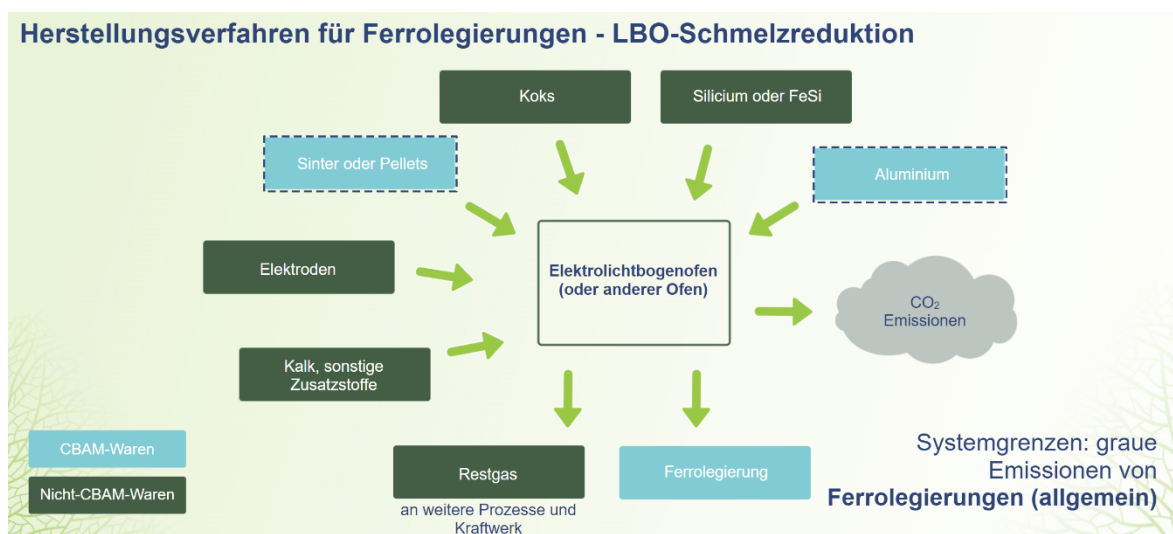 Herstellungsverfahren für Ferrolegierungen - LBO-Schmelzreduktion
Koks
Silicium oder FeSi
Sinter oder Pellets
Aluminium
Elektroden
Elektrolichtbogenofen
(oder anderer Ofen)
CO₂
Emissionen
Kalk, sonstige
Zusatzstoffe
CBAM-Waren
Nicht-CBAM-Waren
Restgas
an weitere Prozesse und
Kraftwerk
Ferrolegierung
Systemgrenzen: graue
Emissionen von
Ferrolegierungen (allgemein)